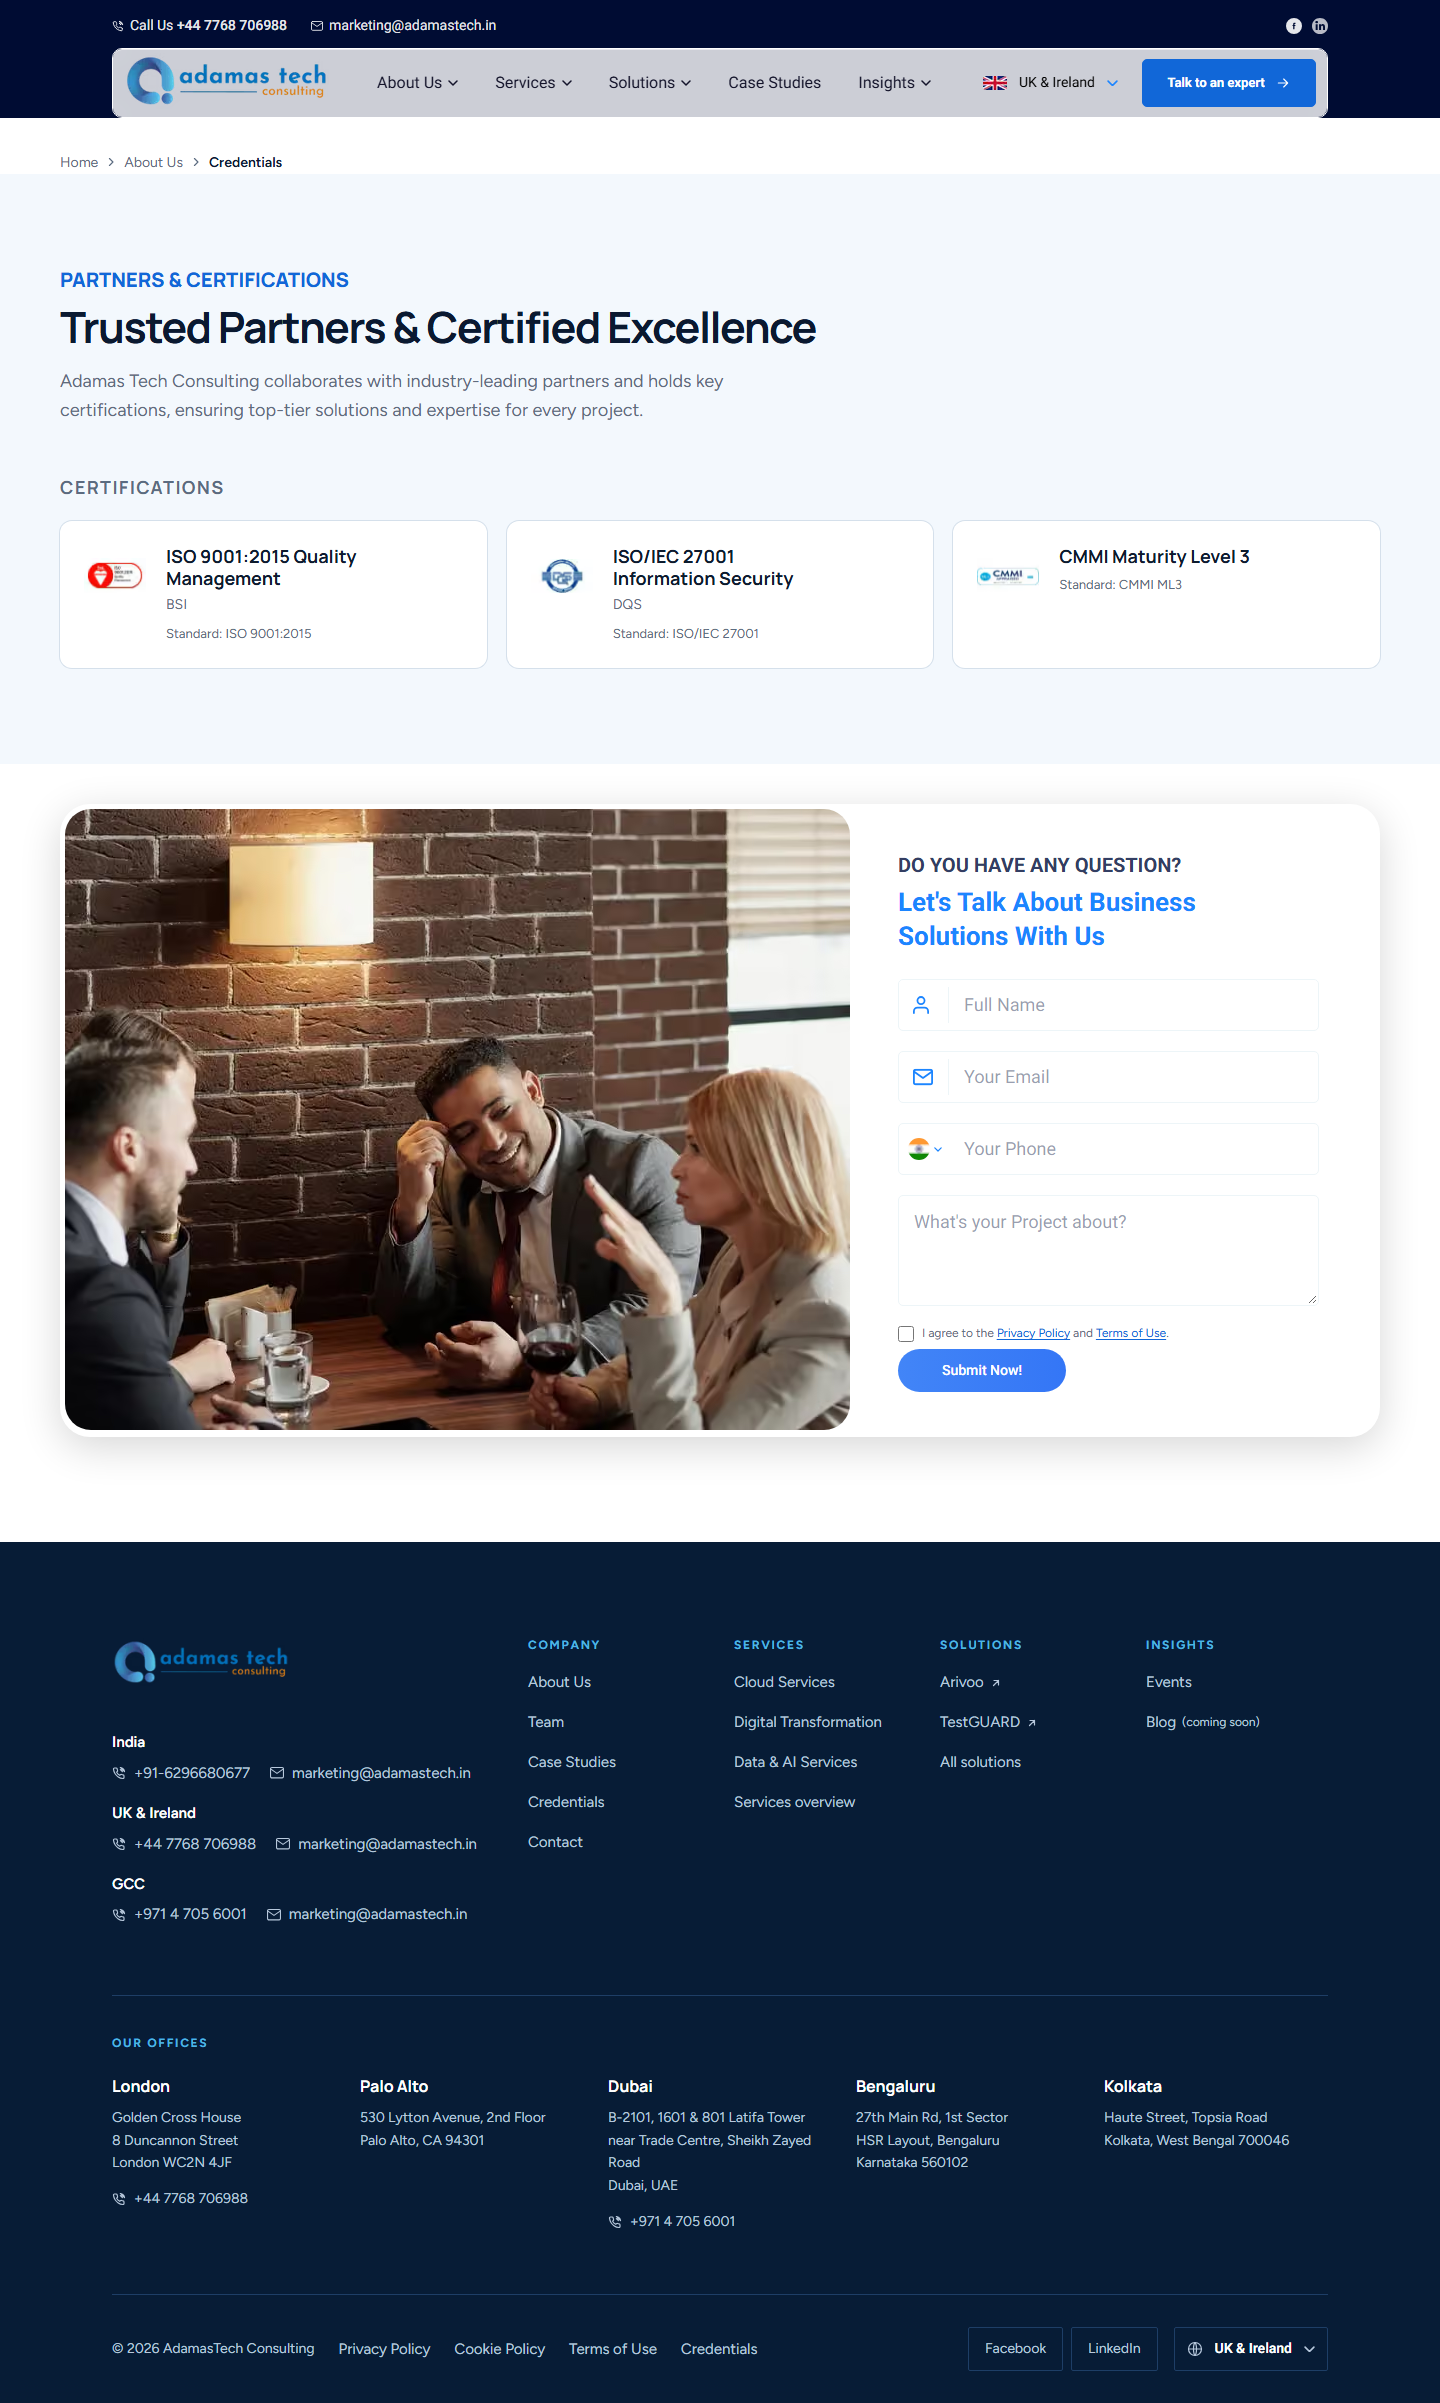 Call Us +44 7768 706988
marketing@adamastech.in
adamas tech
consulting
About Us
Services
Solutions
Case Studies
Insights
UK & Ireland
Talk to an expert
Home > About Us > Credentials
PARTNERS & CERTIFICATIONS
Trusted Partners & Certified Excellence
Adamas Tech Consulting collaborates with industry-leading partners and holds key
certifications, ensuring top-tier solutions and expertise for every project.
CERTIFICATIONS
ISO 9001:2015 Quality
Management
BSI
Standard: ISO 9001:2015
DQS
ISO/IEC 27001
Information Security
DQS
Standard: ISO/IEC 27001
CMMI
CMMI Maturity Level 3
Standard: CMMI ML3
DO YOU HAVE ANY QUESTION?
Let's Talk About Business
Solutions With Us
Full Name
Your Email
Your Phone
What's your Project about?
I agree to the Privacy Policy and Terms of Use.
Submit Now!
adamas tech
consulting
India
+91-6296680677
marketing@adamastech.in
UK & Ireland
+44 7768 706988
marketing@adamastech.in
GCC
+971 4 705 6001
marketing@adamastech.in
COMPANY
About Us
Team
Case Studies
Credentials
Contact
SERVICES
Cloud Services
Digital Transformation
Data & AI Services
Services overview
SOLUTIONS
Arivoo
TestGUARD
All solutions
INSIGHTS
Events
Blog (coming soon)
OUR OFFICES
London
Golden Cross House
8 Duncannon Street
London WC2N 4JF
+44 7768 706988
Palo Alto
530 Lytton Avenue, 2nd Floor
Palo Alto, CA 94301
Dubai
B-2101, 1601 & 801 Latifa Tower
near Trade Centre, Sheikh Zayed
Road
Dubai, UAE
+971 4 705 6001
Bengaluru
27th Main Rd, 1st Sector
HSR Layout, Bengaluru
Karnataka 560102
Kolkata
Haute Street, Topsia Road
Kolkata, West Bengal 700046
© 2026 AdamasTech Consulting
Privacy Policy
Cookie Policy
Terms of Use
Credentials
Facebook
LinkedIn
UK & Ireland